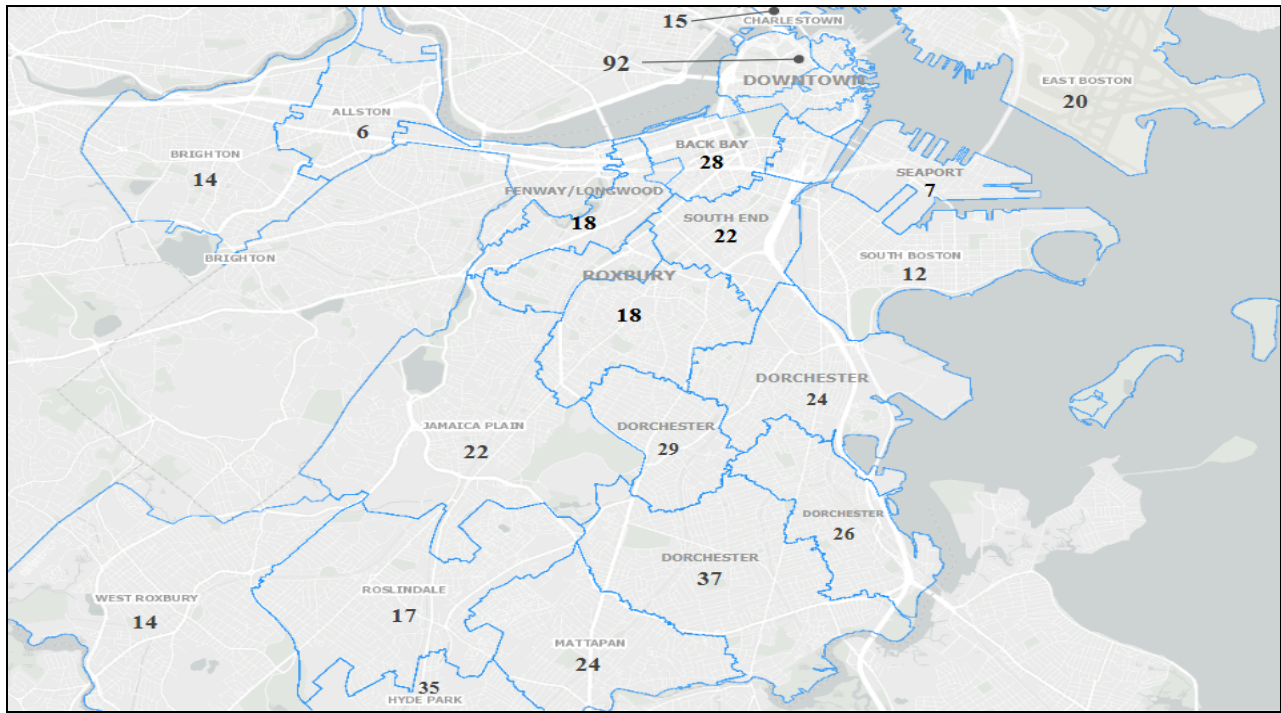 15
CHARLESTOWN
92
DOWNTOWN
EAST BOSTON
20
ALLSTON
6
BRIGHTON
14
BACK BAY
28
SEAPORT
7
FENWAY/LONGWOOD
18
SOUTH END
22
BRIGHTON
SOUTH BOSTON
12
ROXBURY
18
DORCHESTER
24
JAMAICA PLAIN
22
DORCHESTER
29
DORCHESTER
26
DORCHESTER
37
WEST ROXBURY
14
ROSLINDALE
17
MATTAPAN
24
35
HYDE PARK